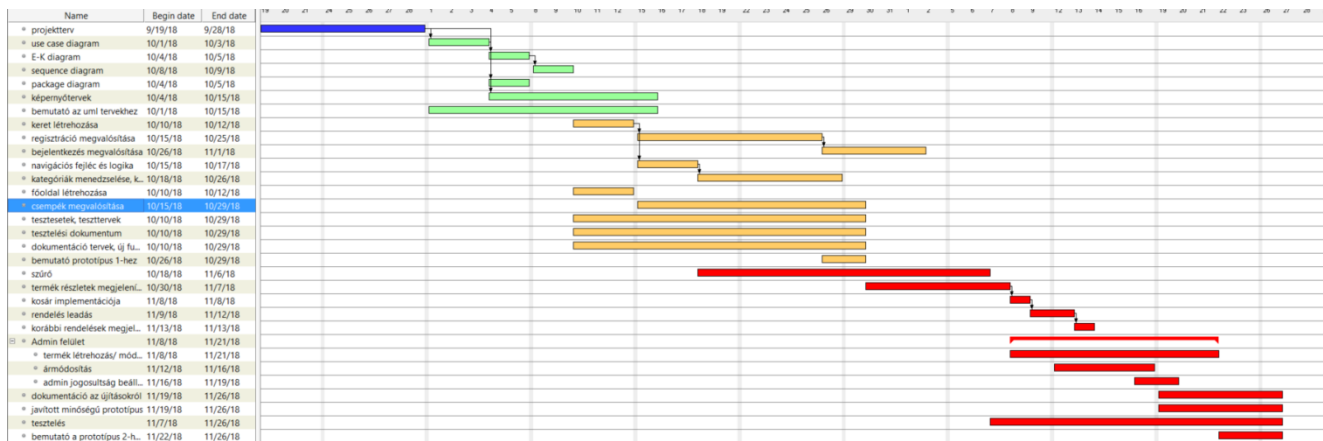 Name Begin date End date
projektterv 9/19/18 9/28/18
use case diagram 10/1/18 10/3/18
E-K diagram 10/4/18 10/5/18
sequence diagram 10/8/18 10/9/18
package diagram 10/4/18 10/5/18
képernyőtervek 10/4/18 10/15/18
bemutató az uml tervekhez 10/1/18 10/15/18
keret létrehozása 10/10/18 10/12/18
regisztráció megvalósítása 10/15/18 10/25/18
bejelentkezés megvalósítása 10/26/18 11/1/18
navigációs fejléc és logika 10/15/18 10/17/18
kategóriák menedzselése, k... 10/18/18 10/26/18
főoldal létrehozása 10/10/18 10/12/18
csempék megvalósítása 10/15/18 10/29/18
tesztesetek, teszttervek 10/10/18 10/29/18
tesztelési dokumentum 10/10/18 10/29/18
dokumentáció tervek, új fu... 10/10/18 10/29/18
bemutató prototípus 1-hez 10/26/18 10/29/18
szűrő 10/18/18 11/6/18
termék részletek megjelení... 10/30/18 11/7/18
kosár implementációja 11/8/18 11/8/18
rendelés leadás 11/9/18 11/12/18
korábbi rendelések megjel... 11/13/18 11/13/18
Admin felület 11/8/18 11/21/18
termék létrehozás/ mód... 11/8/18 11/21/18
ármódosítás 11/12/18 11/16/18
admin jogosultság beáll... 11/16/18 11/19/18
dokumentáció az újításokról 11/19/18 11/26/18
javított minőségű prototípus 11/19/18 11/26/18
tesztelés 11/7/18 11/26/18
bemutató a prototípus 2-h... 11/22/18 11/26/18